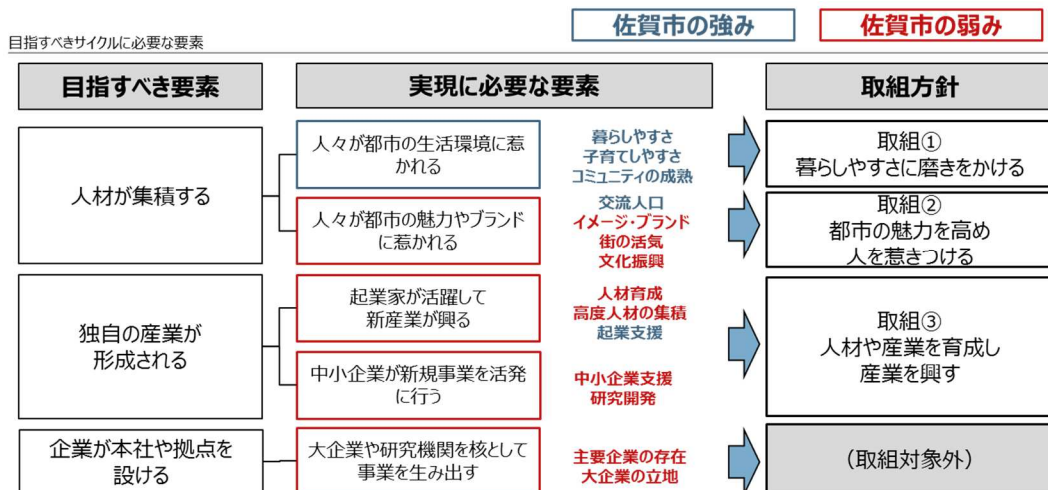 佐賀市の強み
佐賀市の弱み
目指すべきサイクルに必要な要素
目指すべき要素
実現に必要な要素
取組方針
人材が集積する
人々が都市の生活環境に惹
かれる
暮らしやすさ
子育てしやすさ
コミュニティの成熟
取組①
暮らしやすさに磨きをかける
人々が都市の魅力やブランド
に惹かれる
交流人口
イメージ・ブランド
街の活気
文化振興
取組②
都市の魅力を高め
人を惹きつける
独自の産業が
形成される
起業家が活躍して
新産業が興る
人材育成
高度人材の集積
起業支援
中小企業が新規事業を活発
に行う
中小企業支援
研究開発
取組③
人材や産業を育成し
産業を興す
企業が本社や拠点を
設ける
大企業や研究機関を核として
事業を生み出す
主要企業の存在
大企業の立地
（取組対象外）